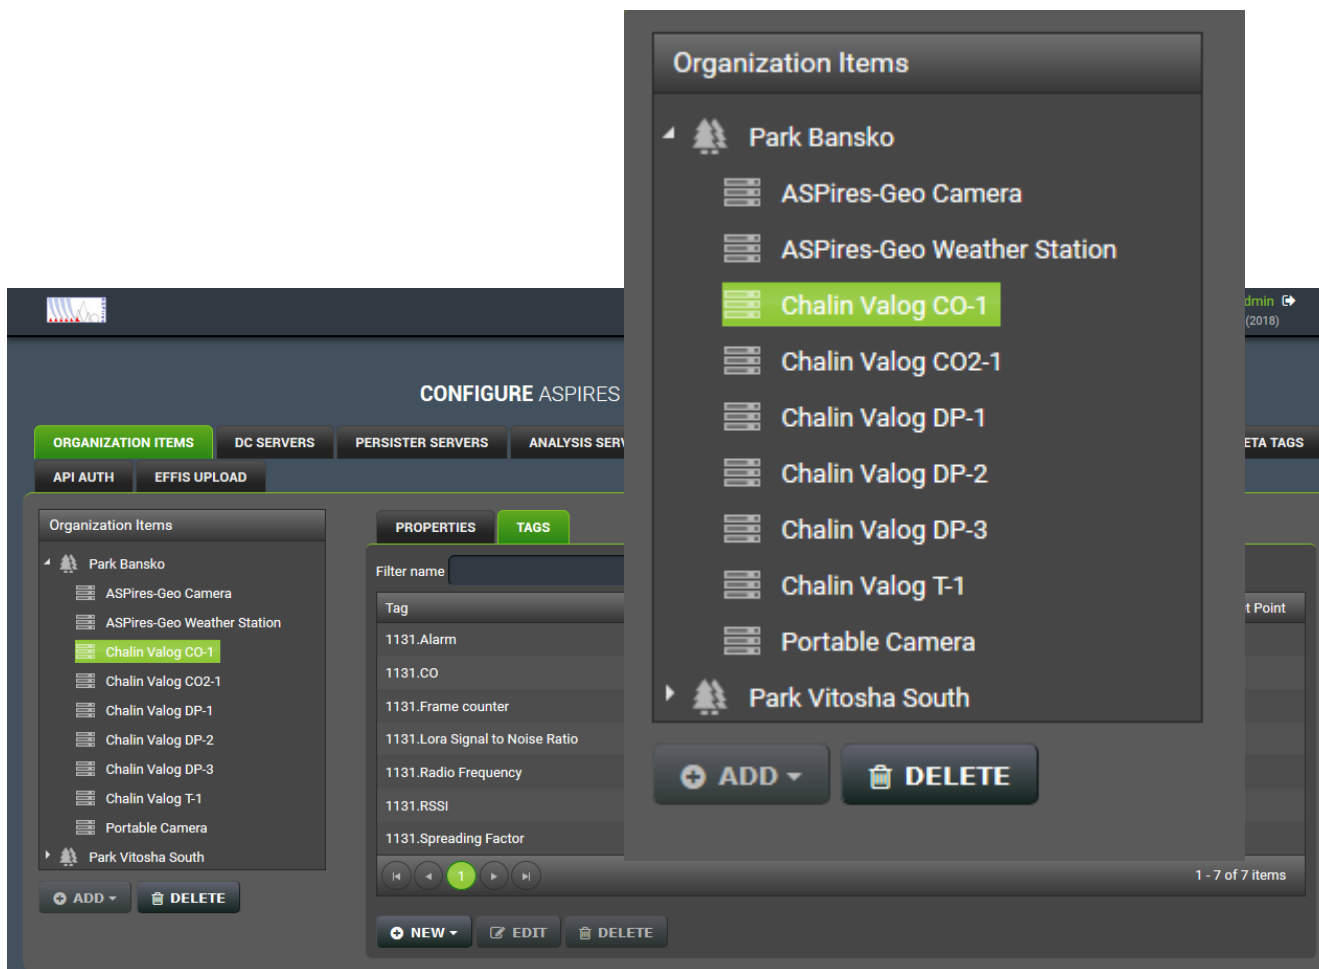 Organization Items
Park Bansko
ASPires-Geo Camera
ASPires-Geo Weather Station
Chalin Valog CO-1
Chalin Valog CO2-1
Chalin Valog DP-1
Chalin Valog DP-2
Chalin Valog DP-3
Chalin Valog T-1
Portable Camera
Park Vitosha South
ADD
DELETE
dmin
(2018)
CONFIGURE ASPIRES
ORGANIZATION ITEMS DC SERVERS PERSISTER SERVERS ANALYSIS SERV ETA TAGS
API AUTH EFFIS UPLOAD
Organization Items
Park Bansko
ASPires-Geo Camera
ASPires-Geo Weather Station
Chalin Valog CO-1
Chalin Valog CO2-1
Chalin Valog DP-1
Chalin Valog DP-2
Chalin Valog DP-3
Chalin Valog T-1
Portable Camera
Park Vitosha South
ADD
DELETE
PROPERTIES TAGS
Filter name
Tag t Point
1131.Alarm
1131.CO
1131.Frame counter
1131.Lora Signal to Noise Ratio
1131.Radio Frequency
1131.RSSI
1131.Spreading Factor
1
1 - 7 of 7 items
NEW EDIT DELETE